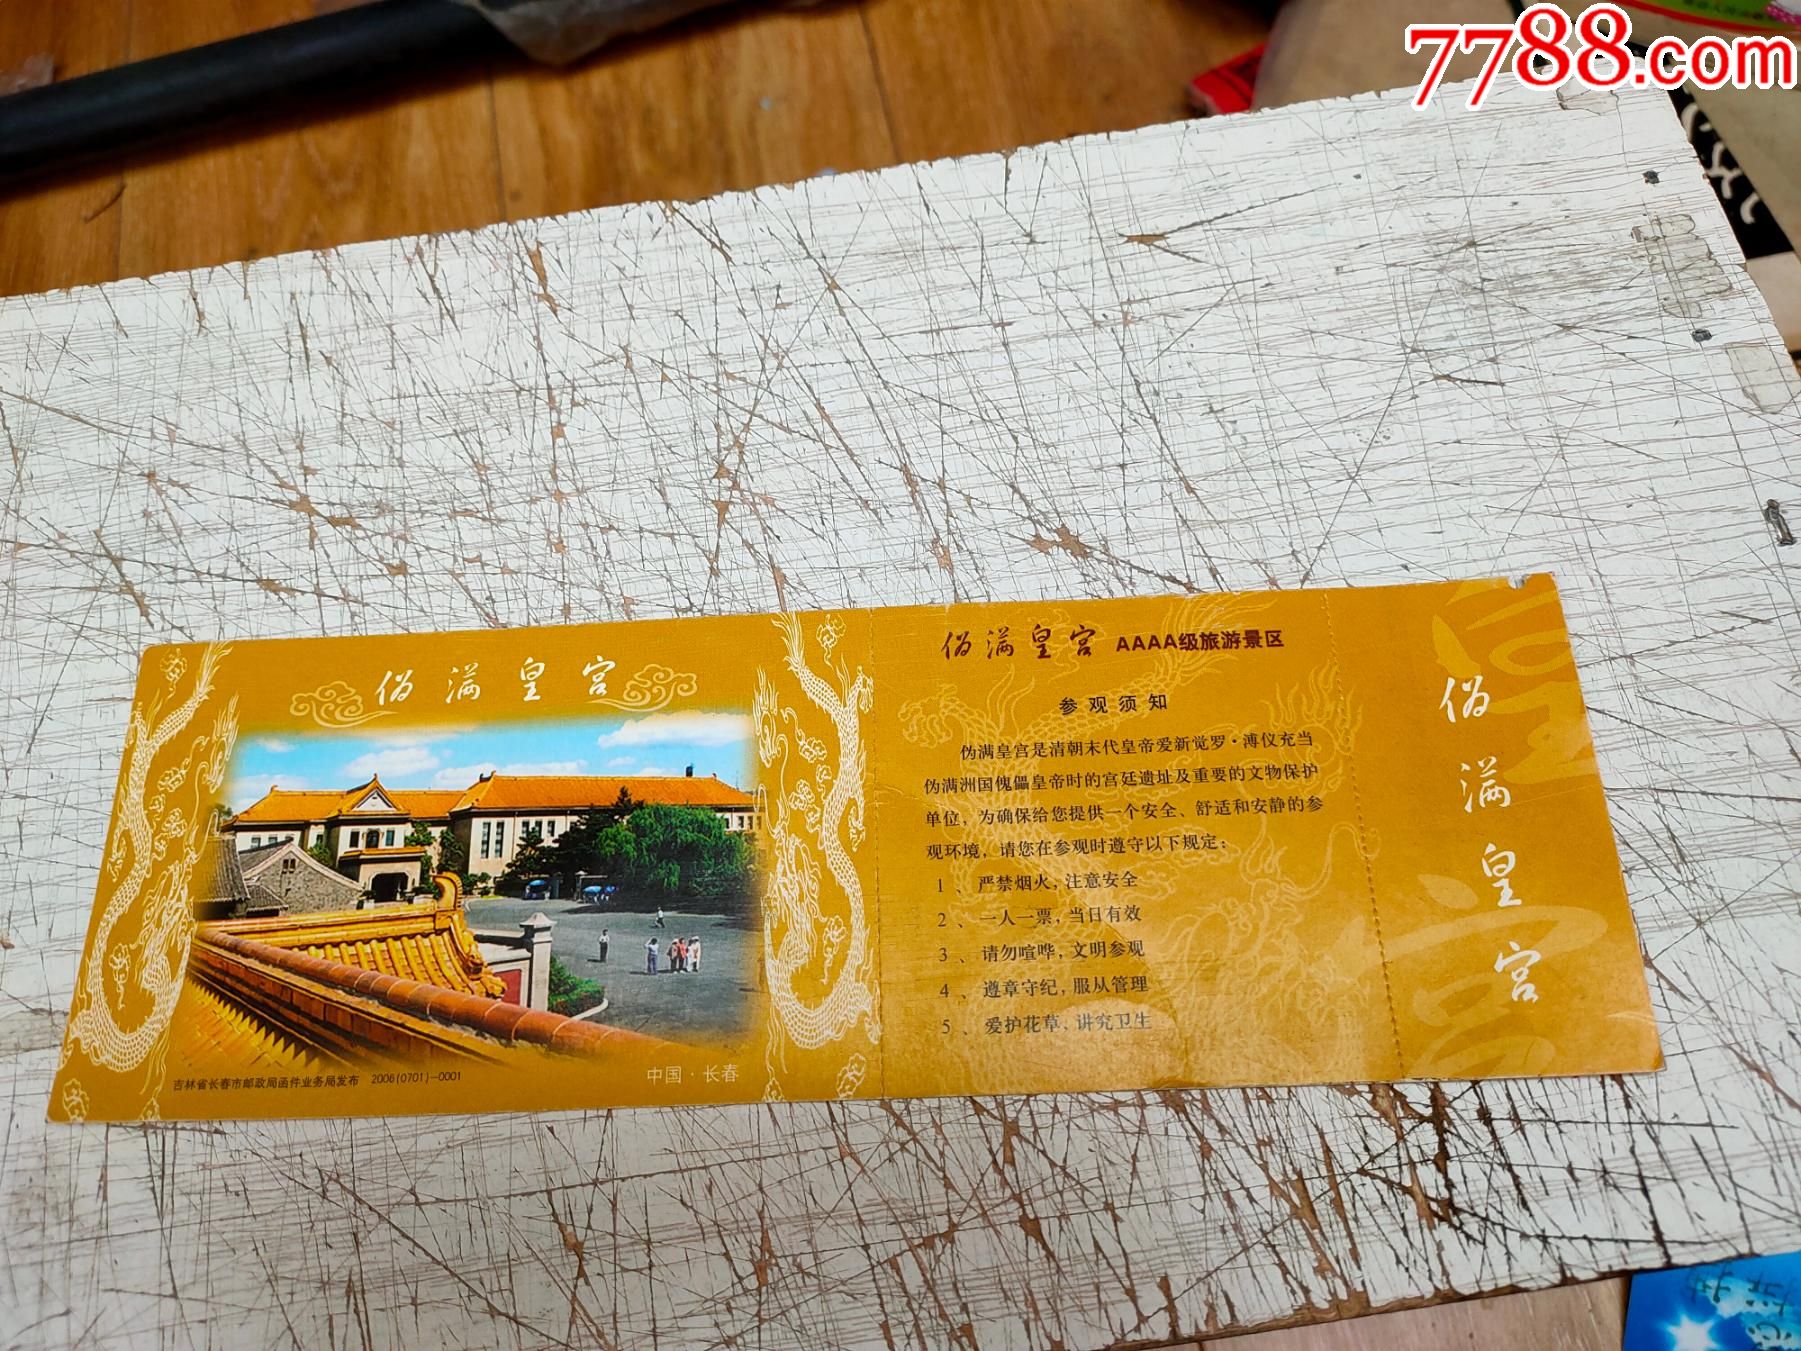 7788.com
伪满皇宫
吉林省长春市邮政局函件业务局发布 2006(0701)—0001
中国·长春
伪满皇宫 AAAA级旅游景区
参观须知
伪满皇宫是清朝末代皇帝爱新觉罗·溥仪充当
伪满洲国傀儡皇帝时的宫廷遗址及重要的文物保护
单位，为确保给您提供一个安全、舒适和安静的参
观环境，请您在参观时遵守以下规定：
1、严禁烟火，注意安全
2、一人一票，当日有效
3、请勿喧哗，文明参观
4、遵章守纪，服从管理
5、爱护花草，讲究卫生
伪满皇宫